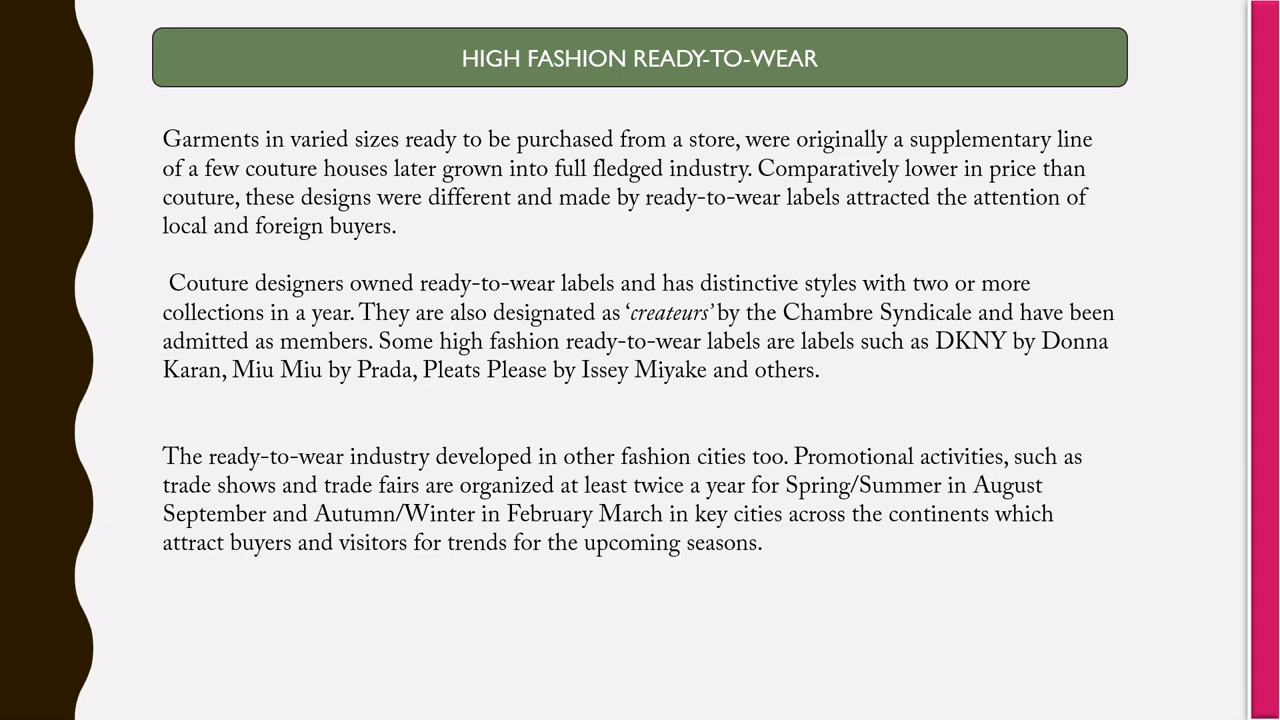 HIGH FASHION READY-TO-WEAR
Garments in varied sizes ready to be purchased from a store, were originally a supplementary line
of a few couture houses later grown into full fledged industry. Comparatively lower in price than
couture, these designs were different and made by ready-to-wear labels attracted the attention of
local and foreign buyers.
Couture designers owned ready-to-wear labels and has distinctive styles with two or more
collections in a year. They are also designated as ‘createurs’ by the Chambre Syndicale and have been
admitted as members. Some high fashion ready-to-wear labels are labels such as DKNY by Donna
Karan, Miu Miu by Prada, Pleats Please by Issey Miyake and others.
The ready-to-wear industry developed in other fashion cities too. Promotional activities, such as
trade shows and trade fairs are organized at least twice a year for Spring/Summer in August
September and Autumn/Winter in February March in key cities across the continents which
attract buyers and visitors for trends for the upcoming seasons.